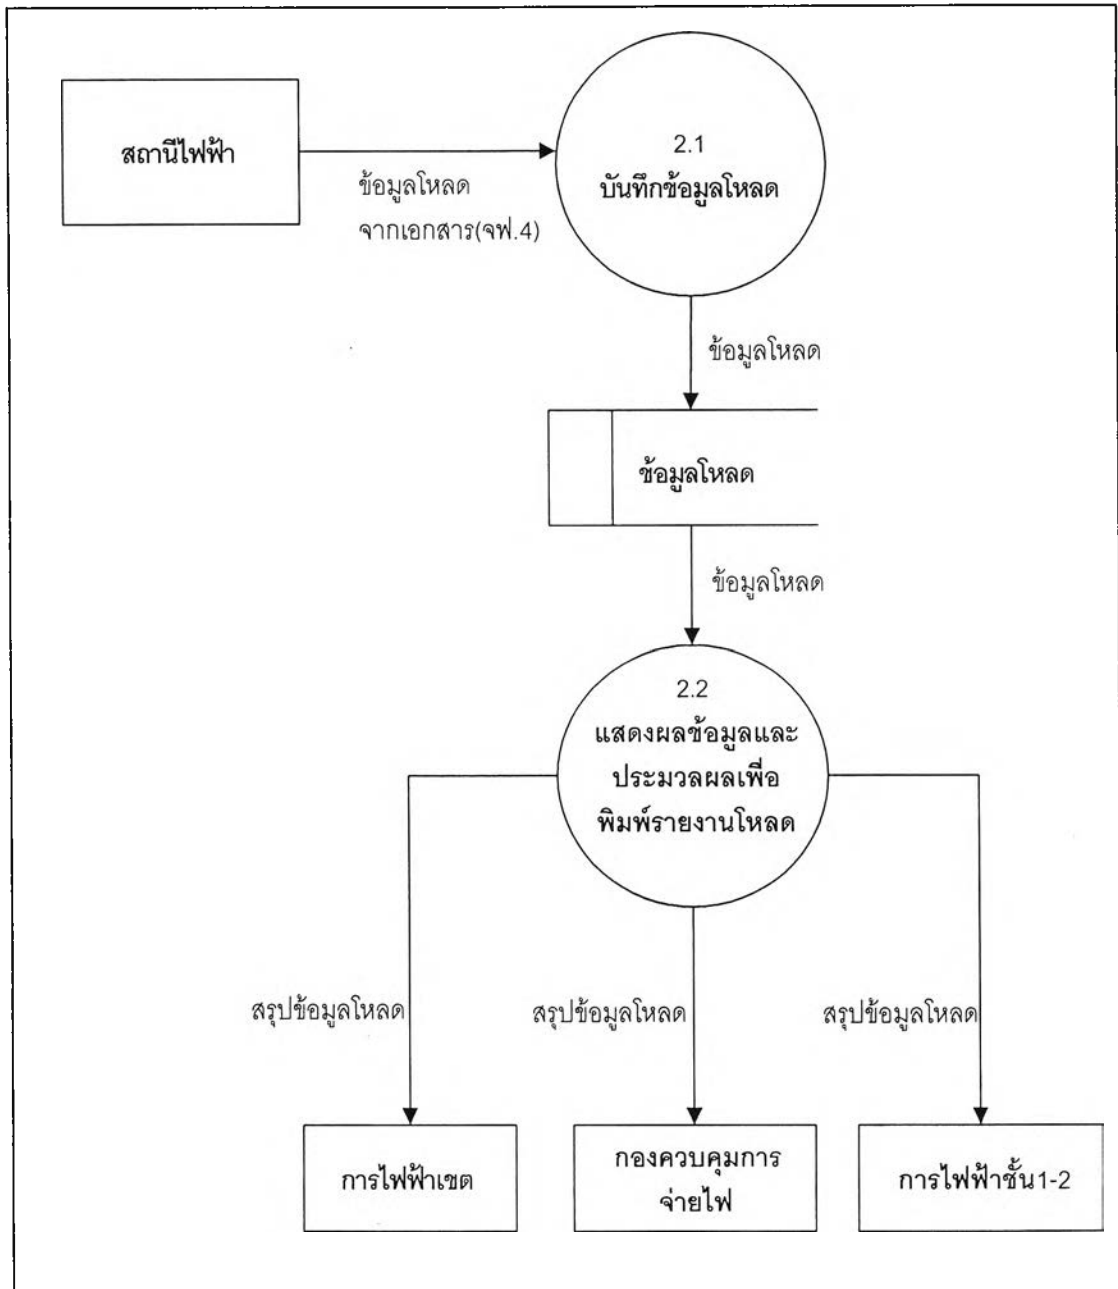 สถานีไฟฟ้า
ข้อมูลโหลด
จากเอกสาร(จฟ.4)
2.1
บันทึกข้อมูลโหลด
ข้อมูลโหลด
ข้อมูลโหลด
ข้อมูลโหลด
2.2
แสดงผลข้อมูลและ
ประมวลผลเพื่อ
พิมพ์รายงานโหลด
สรุปข้อมูลโหลด
สรุปข้อมูลโหลด
สรุปข้อมูลโหลด
การไฟฟ้าเขต
กองควบคุมการ
จ่ายไฟ
การไฟฟ้าชั้น1-2